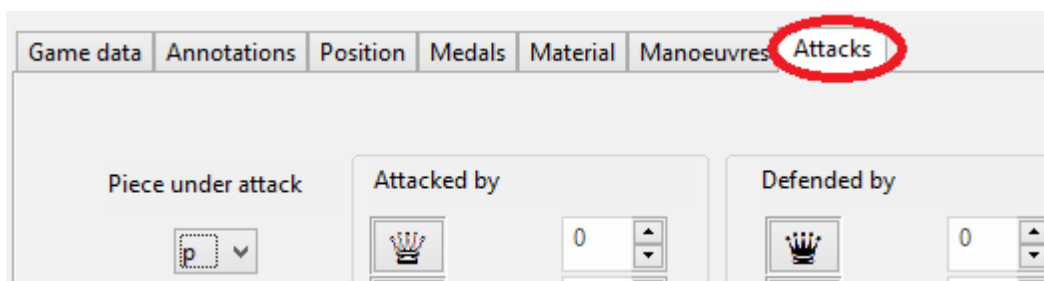 Game data Annotations Position Medals Material Manoeuvres Attacks
Piece under attack Attacked by Defended by
p 0 0